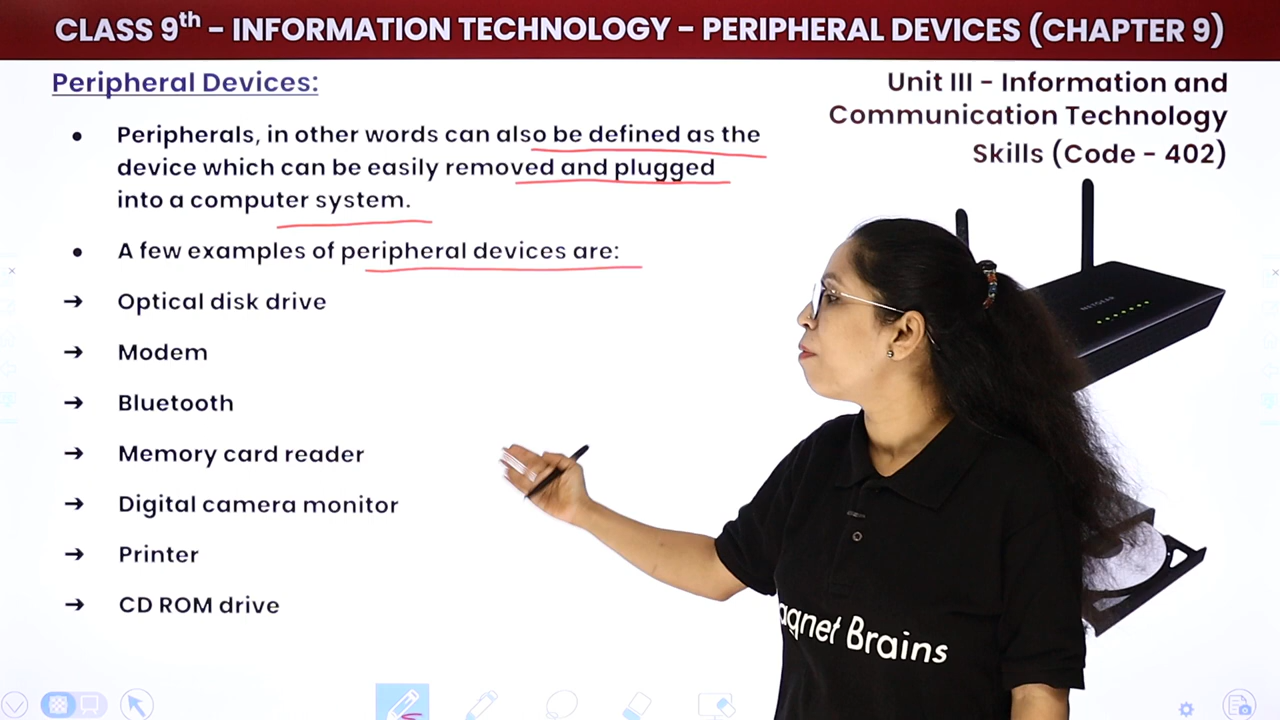 CLASS 9th – INFORMATION TECHNOLOGY – PERIPHERAL DEVICES (CHAPTER 9)
Peripheral Devices:
Unit III - Information and
Communication Technology
Skills (Code - 402)
● Peripherals, in other words can also be defined as the
device which can be easily removed and plugged
into a computer system.
● A few examples of peripheral devices are:
→ Optical disk drive
→ Modem
→ Bluetooth
→ Memory card reader
→ Digital camera monitor
→ Printer
→ CD ROM drive
NETGEAR
agnet Brains